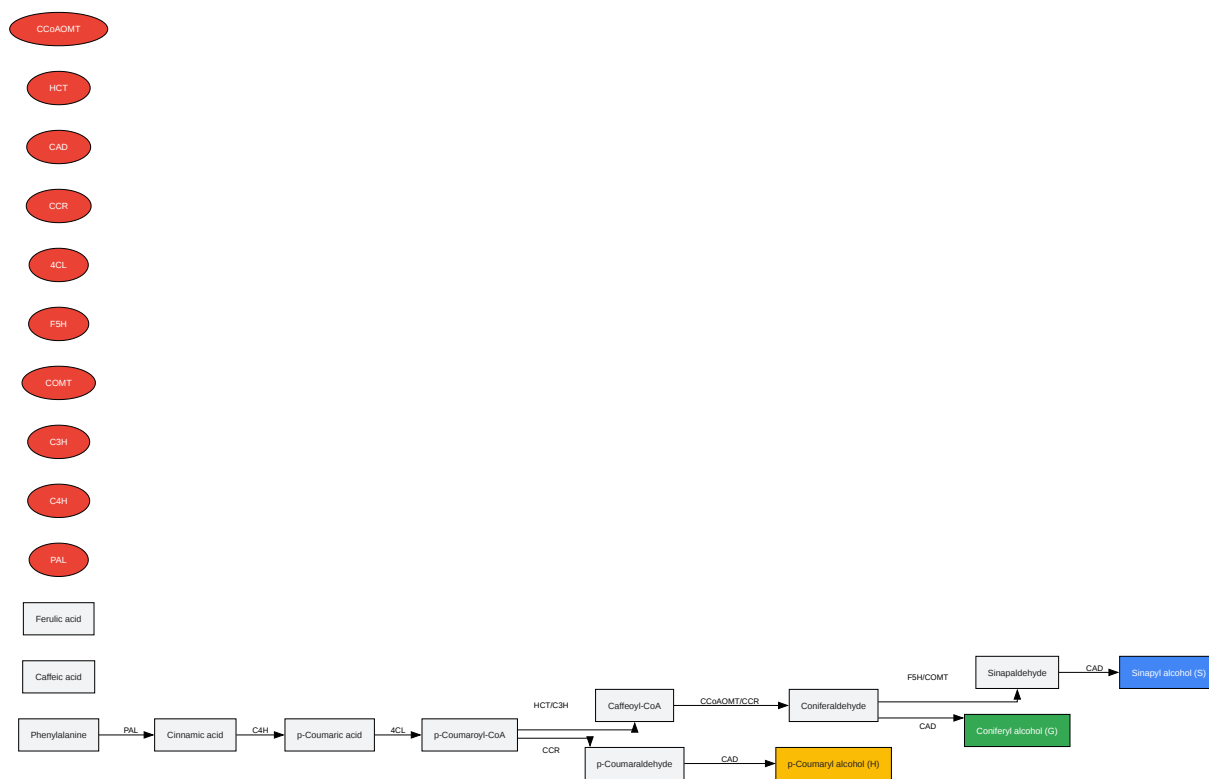 CCoAOMT
HCT
CAD
CCR
4CL
F5H
COMT
C3H
C4H
PAL
Ferulic acid
Caffeic acid
Phenylalanine
PAL
Cinnamic acid
C4H
p-Coumaric acid
4CL
p-Coumaroyl-CoA
HCT/C3H
CCR
Caffeoyl-CoA
CCoAOMT/CCR
Coniferaldehyde
F5H/COMT
CAD
Sinapaldehyde
CAD
Sinapyl alcohol (S)
Coniferyl alcohol (G)
p-Coumaraldehyde
CAD
p-Coumaryl alcohol (H)